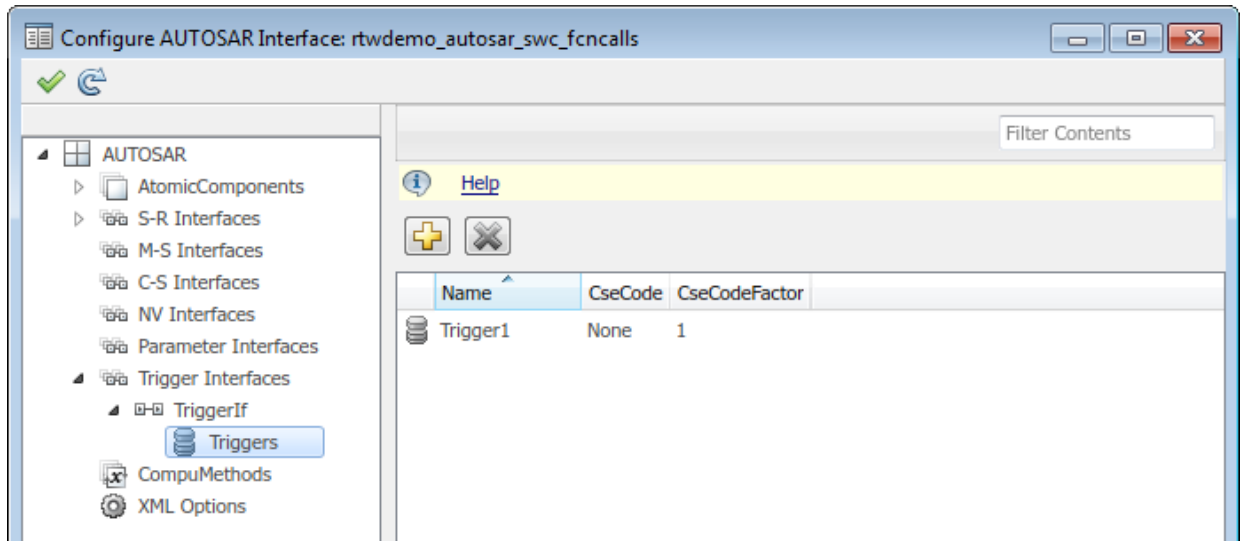 Configure AUTOSAR Interface: rtwdemo_autosar_swc_fcncalls
Filter Contents
AUTOSAR
AtomicComponents
S-R Interfaces
M-S Interfaces
C-S Interfaces
NV Interfaces
Parameter Interfaces
Trigger Interfaces
TriggerIf
Triggers
CompuMethods
XML Options
Help
Name CseCode CseCodeFactor
Trigger1 None 1